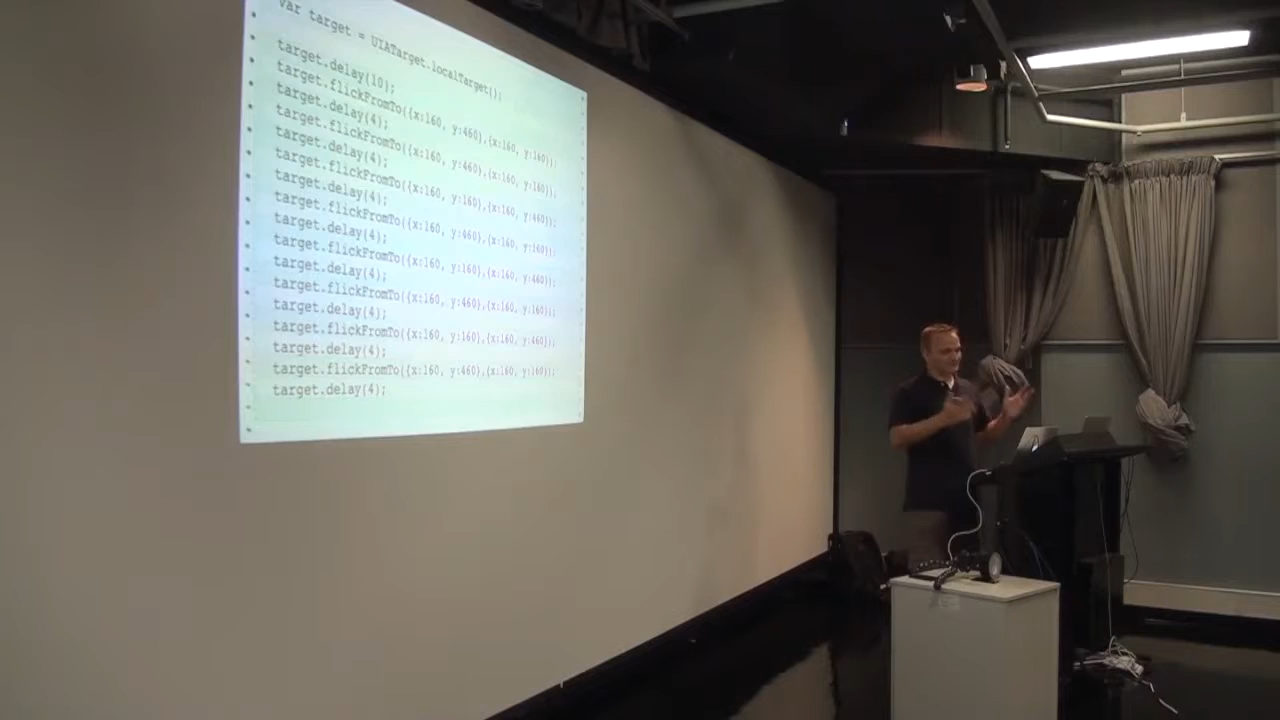 var target = UIATarget.localTarget();
target.delay(10);
target.flickFromTo({x:160, y:460},{x:160, y:160});
target.delay(4);
target.flickFromTo({x:160, y:460},{x:160, y:160});
target.delay(4);
target.flickFromTo({x:160, y:160},{x:160, y:460});
target.delay(4);
target.flickFromTo({x:160, y:460},{x:160, y:160});
target.delay(4);
target.flickFromTo({x:160, y:160},{x:160, y:460});
target.delay(4);
target.flickFromTo({x:160, y:460},{x:160, y:160});
target.delay(4);
target.flickFromTo({x:160, y:160},{x:160, y:460});
target.delay(4);
target.flickFromTo({x:160, y:460},{x:160, y:160});
target.delay(4);